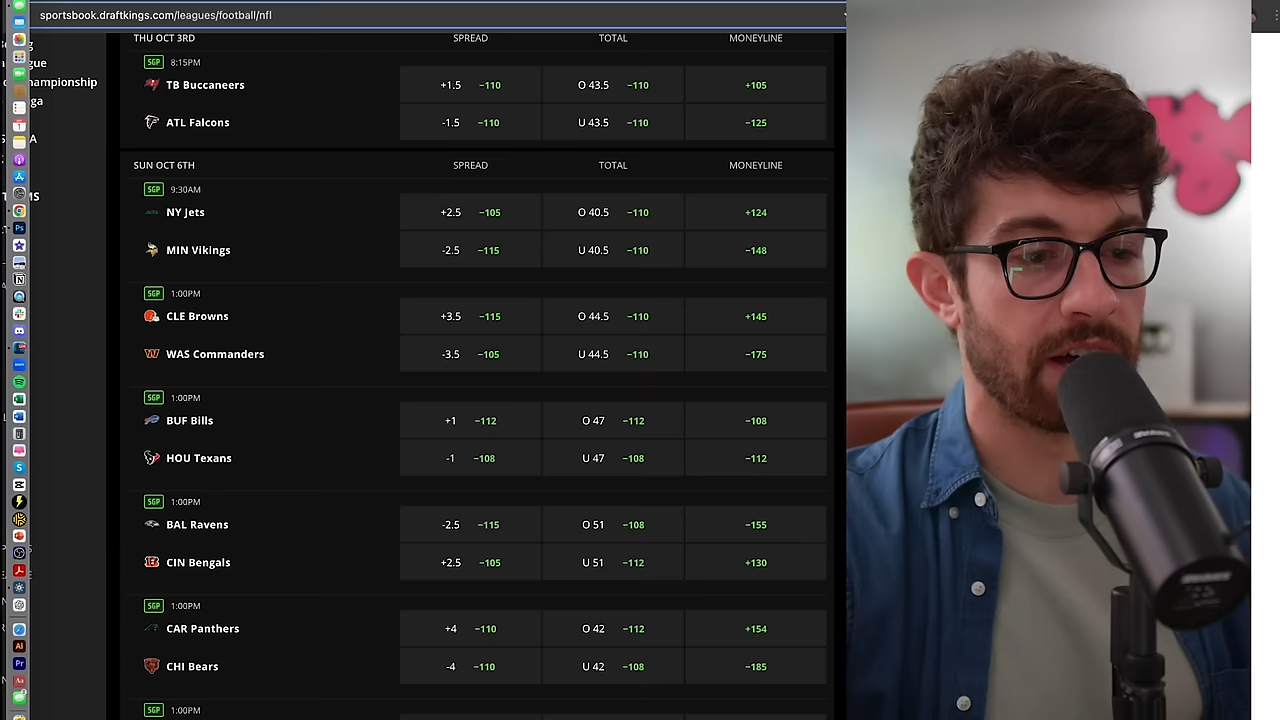 sportsbook.draftkings.com/leagues/football/nfl
THU OCT 3RD SPREAD TOTAL MONEYLINE
SGP 8:15PM
TB Buccaneers +1.5 −110 O 43.5 −110 +105
ATL Falcons -1.5 −110 U 43.5 −110 −125
SUN OCT 6TH SPREAD TOTAL MONEYLINE
SGP 9:30AM
NY Jets +2.5 −105 O 40.5 −110 +124
MIN Vikings -2.5 −115 U 40.5 −110 −148
SGP 1:00PM
CLE Browns +3.5 −115 O 44.5 −110 +145
WAS Commanders -3.5 −105 U 44.5 −110 −175
SGP 1:00PM
BUF Bills +1 −112 O 47 −112 −108
HOU Texans -1 −108 U 47 −108 −112
SGP 1:00PM
BAL Ravens -2.5 −115 O 51 −108 −155
CIN Bengals +2.5 −105 U 51 −112 +130
SGP 1:00PM
CAR Panthers +4 −110 O 42 −112 +154
CHI Bears -4 −110 U 42 −108 −185
SGP 1:00PM